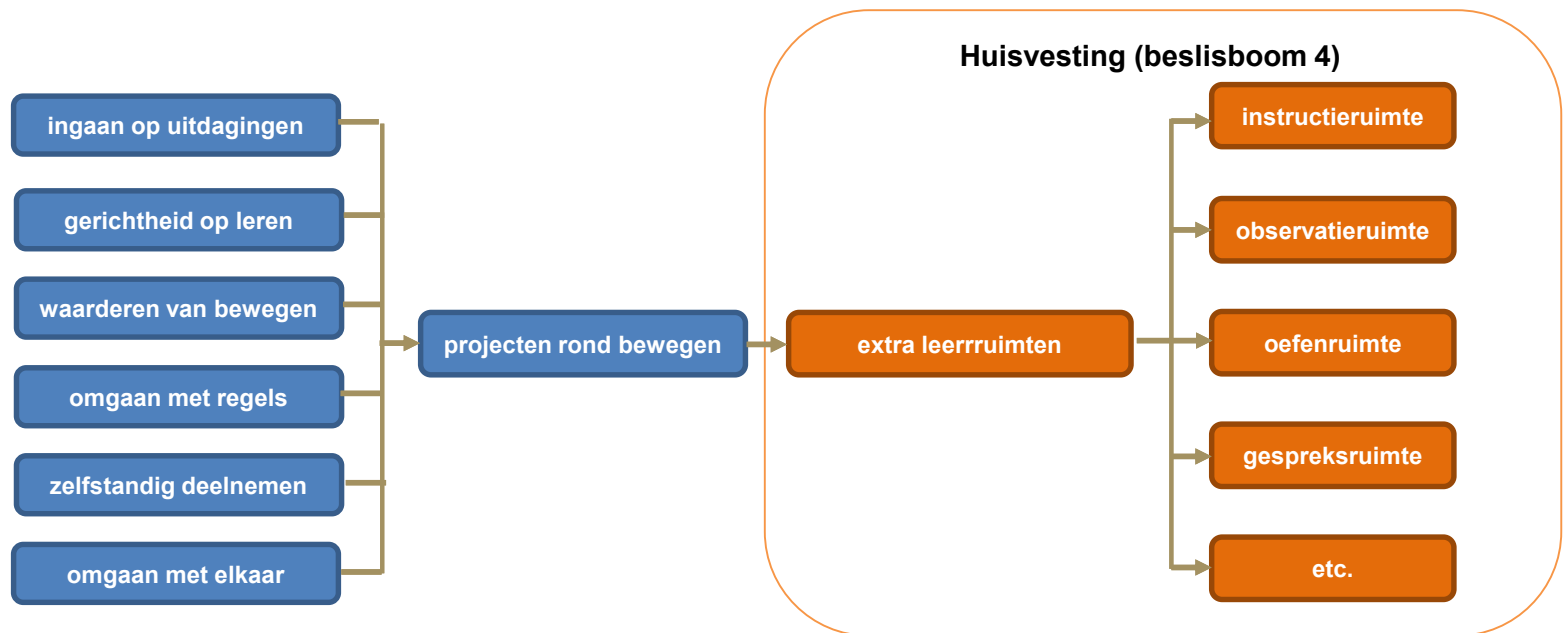 Huisvesting (beslisboom 4)
ingaan op uitdagingen
gerichtheid op leren
waarderen van bewegen
omgaan met regels
zelfstandig deelnemen
omgaan met elkaar
projecten rond bewegen
extra leerrruimten
instructieruimte
observatieruimte
oefenruimte
gespreksruimte
etc.